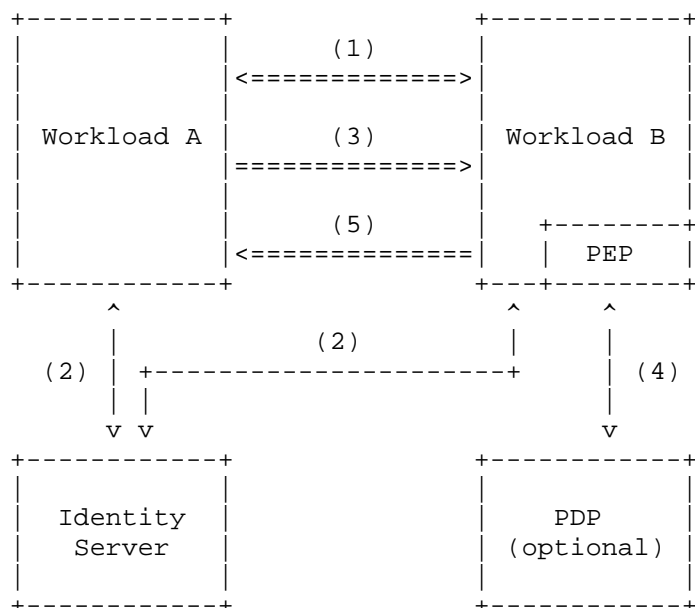 (1)
Workload A
Workload B
(3)
(5)
PEP
(2)
(2)
(4)
Identity
Server
PDP
(optional)